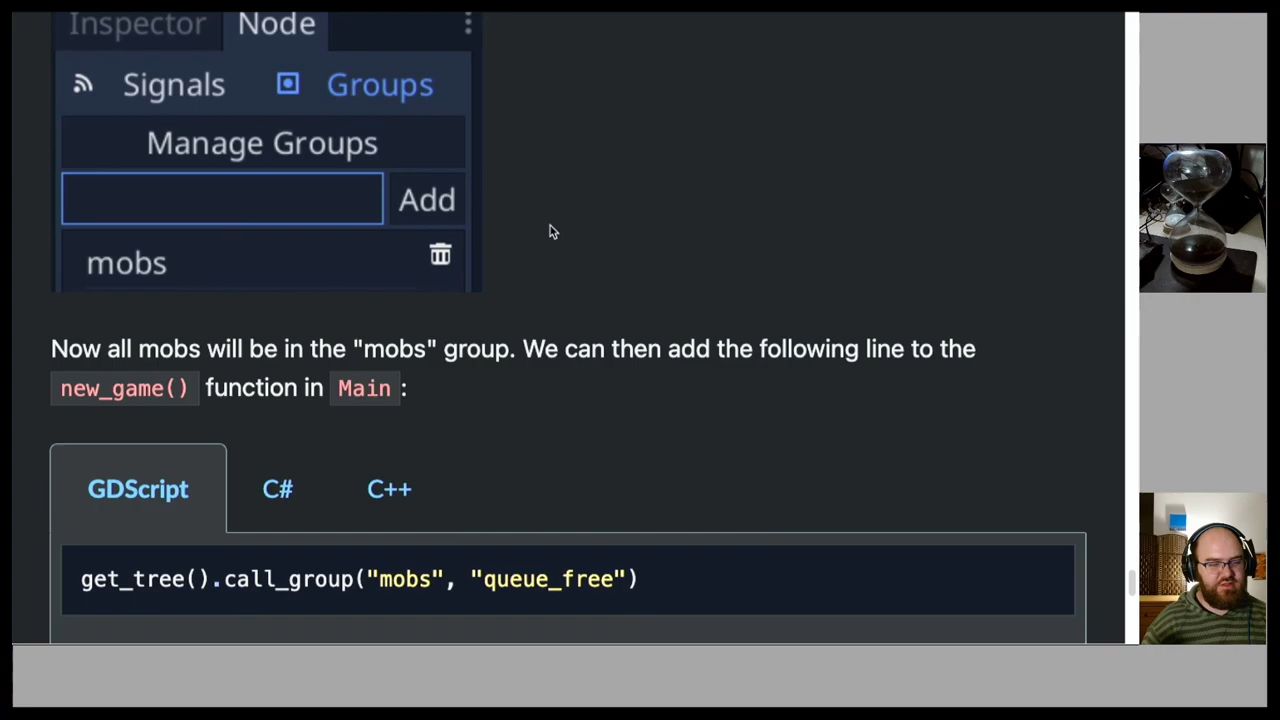 Inspector Node
Signals Groups
Manage Groups
Add
mobs
Now all mobs will be in the "mobs" group. We can then add the following line to the
new_game() function in Main:
GDScript C# C++
get_tree().call_group("mobs", "queue_free")